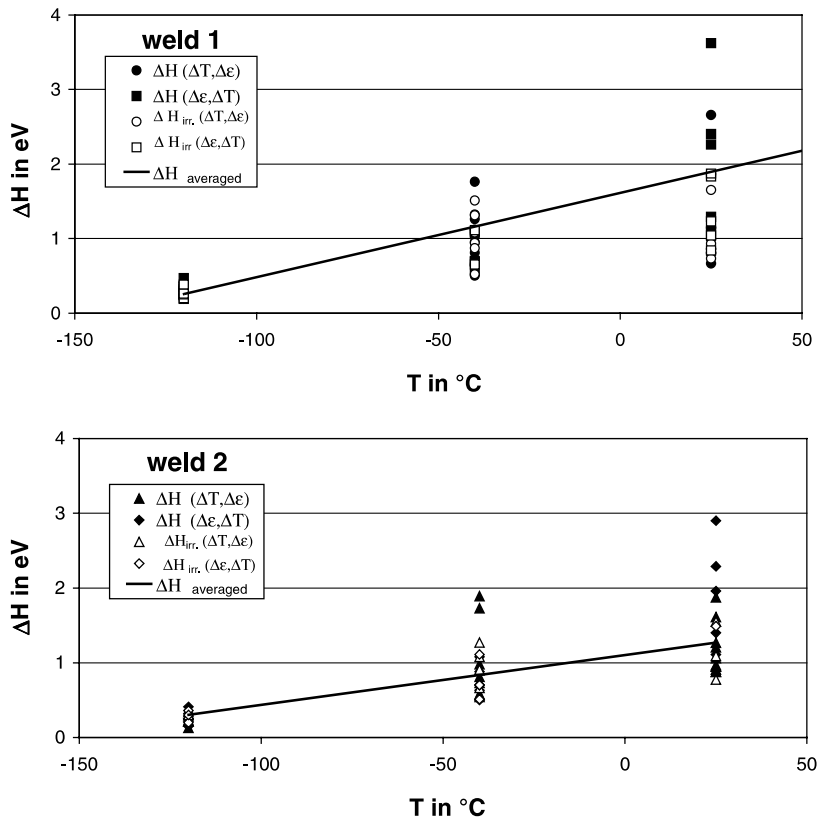 weld 1
ΔH (ΔT,Δε)
ΔH (Δε,ΔT)
Δ H irr. (ΔT,Δε)
Δ H irr (Δε,ΔT)
ΔH averaged
ΔH in eV
4
3
2
1
0
-150
-100
-50
0
50
T in °C
weld 2
ΔH (ΔT,Δε)
ΔH (Δε,ΔT)
ΔH irr. (ΔT,Δε)
ΔH irr. (Δε,ΔT)
ΔH averaged
ΔH in eV
4
3
2
1
0
-150
-100
-50
0
50
T in °C